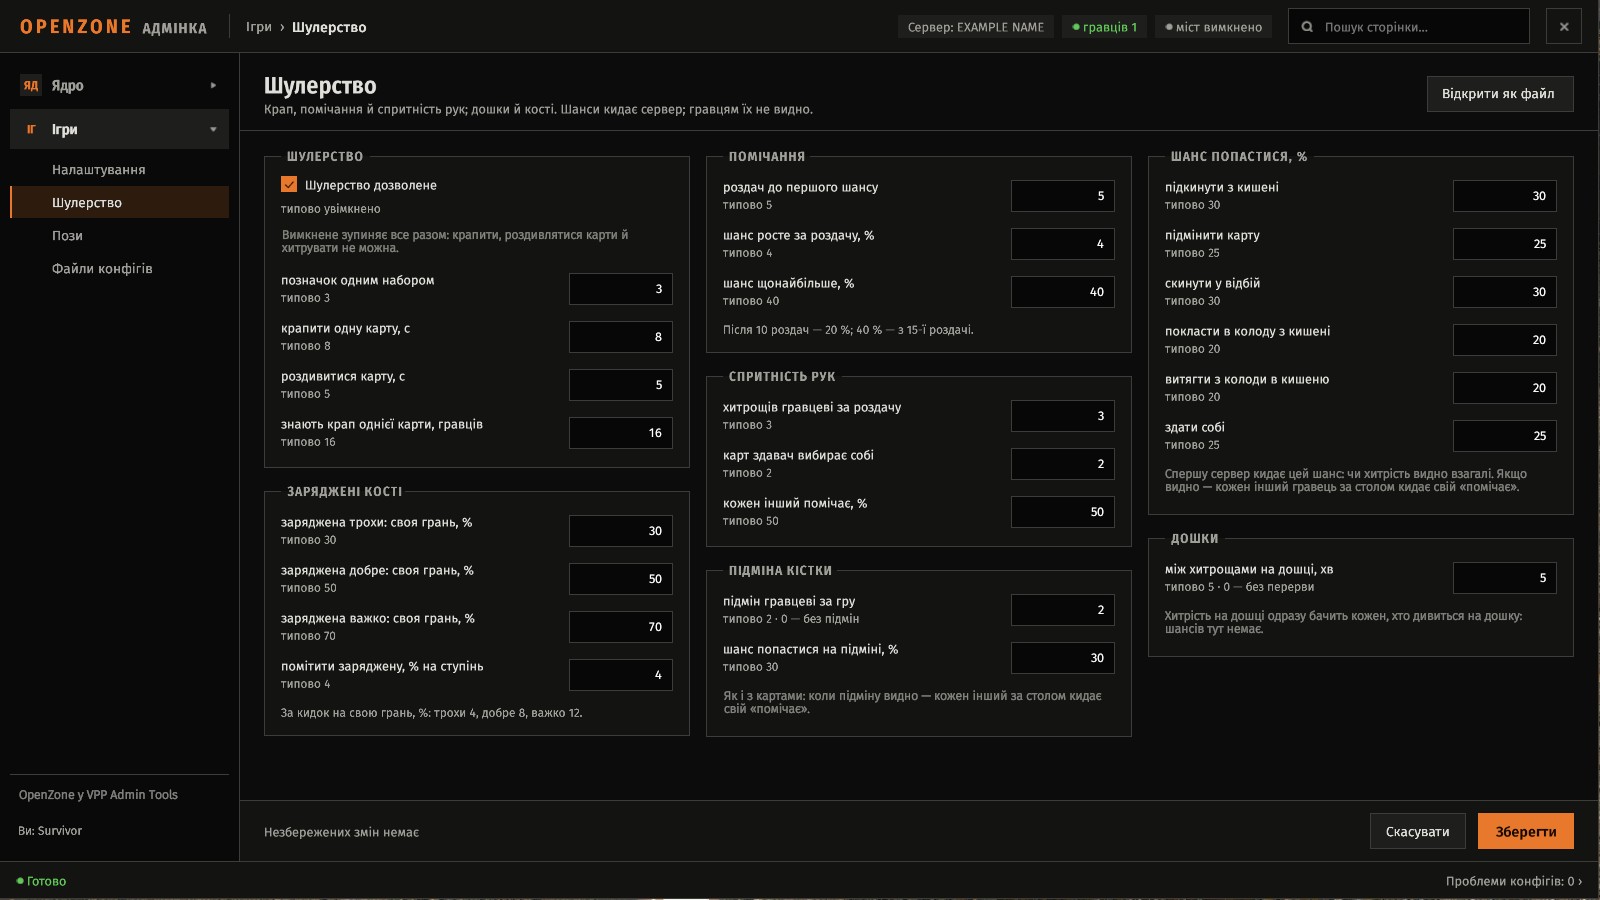 OPENZONE АДМІНКА
Ігри › Шулерство
Сервер: EXAMPLE NAME
гравців 1
міст вимкнено
Пошук сторінки...
×
ЯД Ядро
ІГ Ігри
Налаштування
Шулерство
Пози
Файли конфігів
OpenZone у VPP Admin Tools
Ви: Survivor
Шулерство
Крап, помічання й спритність рук; дошки й кості. Шанси кидає сервер; гравцям їх не видно.
Відкрити як файл
ШУЛЕРСТВО
Шулерство дозволене
типово увімкнено
Вимкнене зупиняє все разом: крапити, роздивлятися карти й
хитрувати не можна.
позначок одним набором
типово 3
3
крапити одну карту, с
типово 8
8
роздивитися карту, с
типово 5
5
знають крап однієї карти, гравців
типово 16
16
ЗАРЯДЖЕНІ КОСТІ
заряджена трохи: своя грань, %
типово 30
30
заряджена добре: своя грань, %
типово 50
50
заряджена важко: своя грань, %
типово 70
70
помітити заряджену, % на ступінь
типово 4
4
За кидок на свою грань, %: трохи 4, добре 8, важко 12.
ПОМІЧАННЯ
роздач до першого шансу
типово 5
5
шанс росте за роздачу, %
типово 4
4
шанс щонайбільше, %
типово 40
40
Після 10 роздач — 20 %; 40 % — з 15-ї роздачі.
СПРИТНІСТЬ РУК
хитрощів гравцеві за роздачу
типово 3
3
карт здавач вибирає собі
типово 2
2
кожен інший помічає, %
типово 50
50
ПІДМІНА КІСТКИ
підмін гравцеві за гру
типово 2 · 0 — без підмін
2
шанс попастися на підміні, %
типово 30
30
Як і з картами: коли підміну видно — кожен інший за столом кидає
свій «помічає».
ШАНС ПОПАСТИСЯ, %
підкинути з кишені
типово 30
30
підмінити карту
типово 25
25
скинути у відбій
типово 30
30
покласти в колоду з кишені
типово 20
20
витягти з колоди в кишеню
типово 20
20
здати собі
типово 25
25
Спершу сервер кидає цей шанс: чи хитрість видно взагалі. Якщо
видно — кожен інший гравець за столом кидає свій «помічає».
ДОШКИ
між хитрощами на дошці, хв
типово 5 · 0 — без перерви
5
Хитрість на дошці одразу бачить кожен, хто дивиться на дошку:
шансів тут немає.
Незбережених змін немає
Скасувати
Зберегти
Готово
Проблеми конфігів: 0 ›